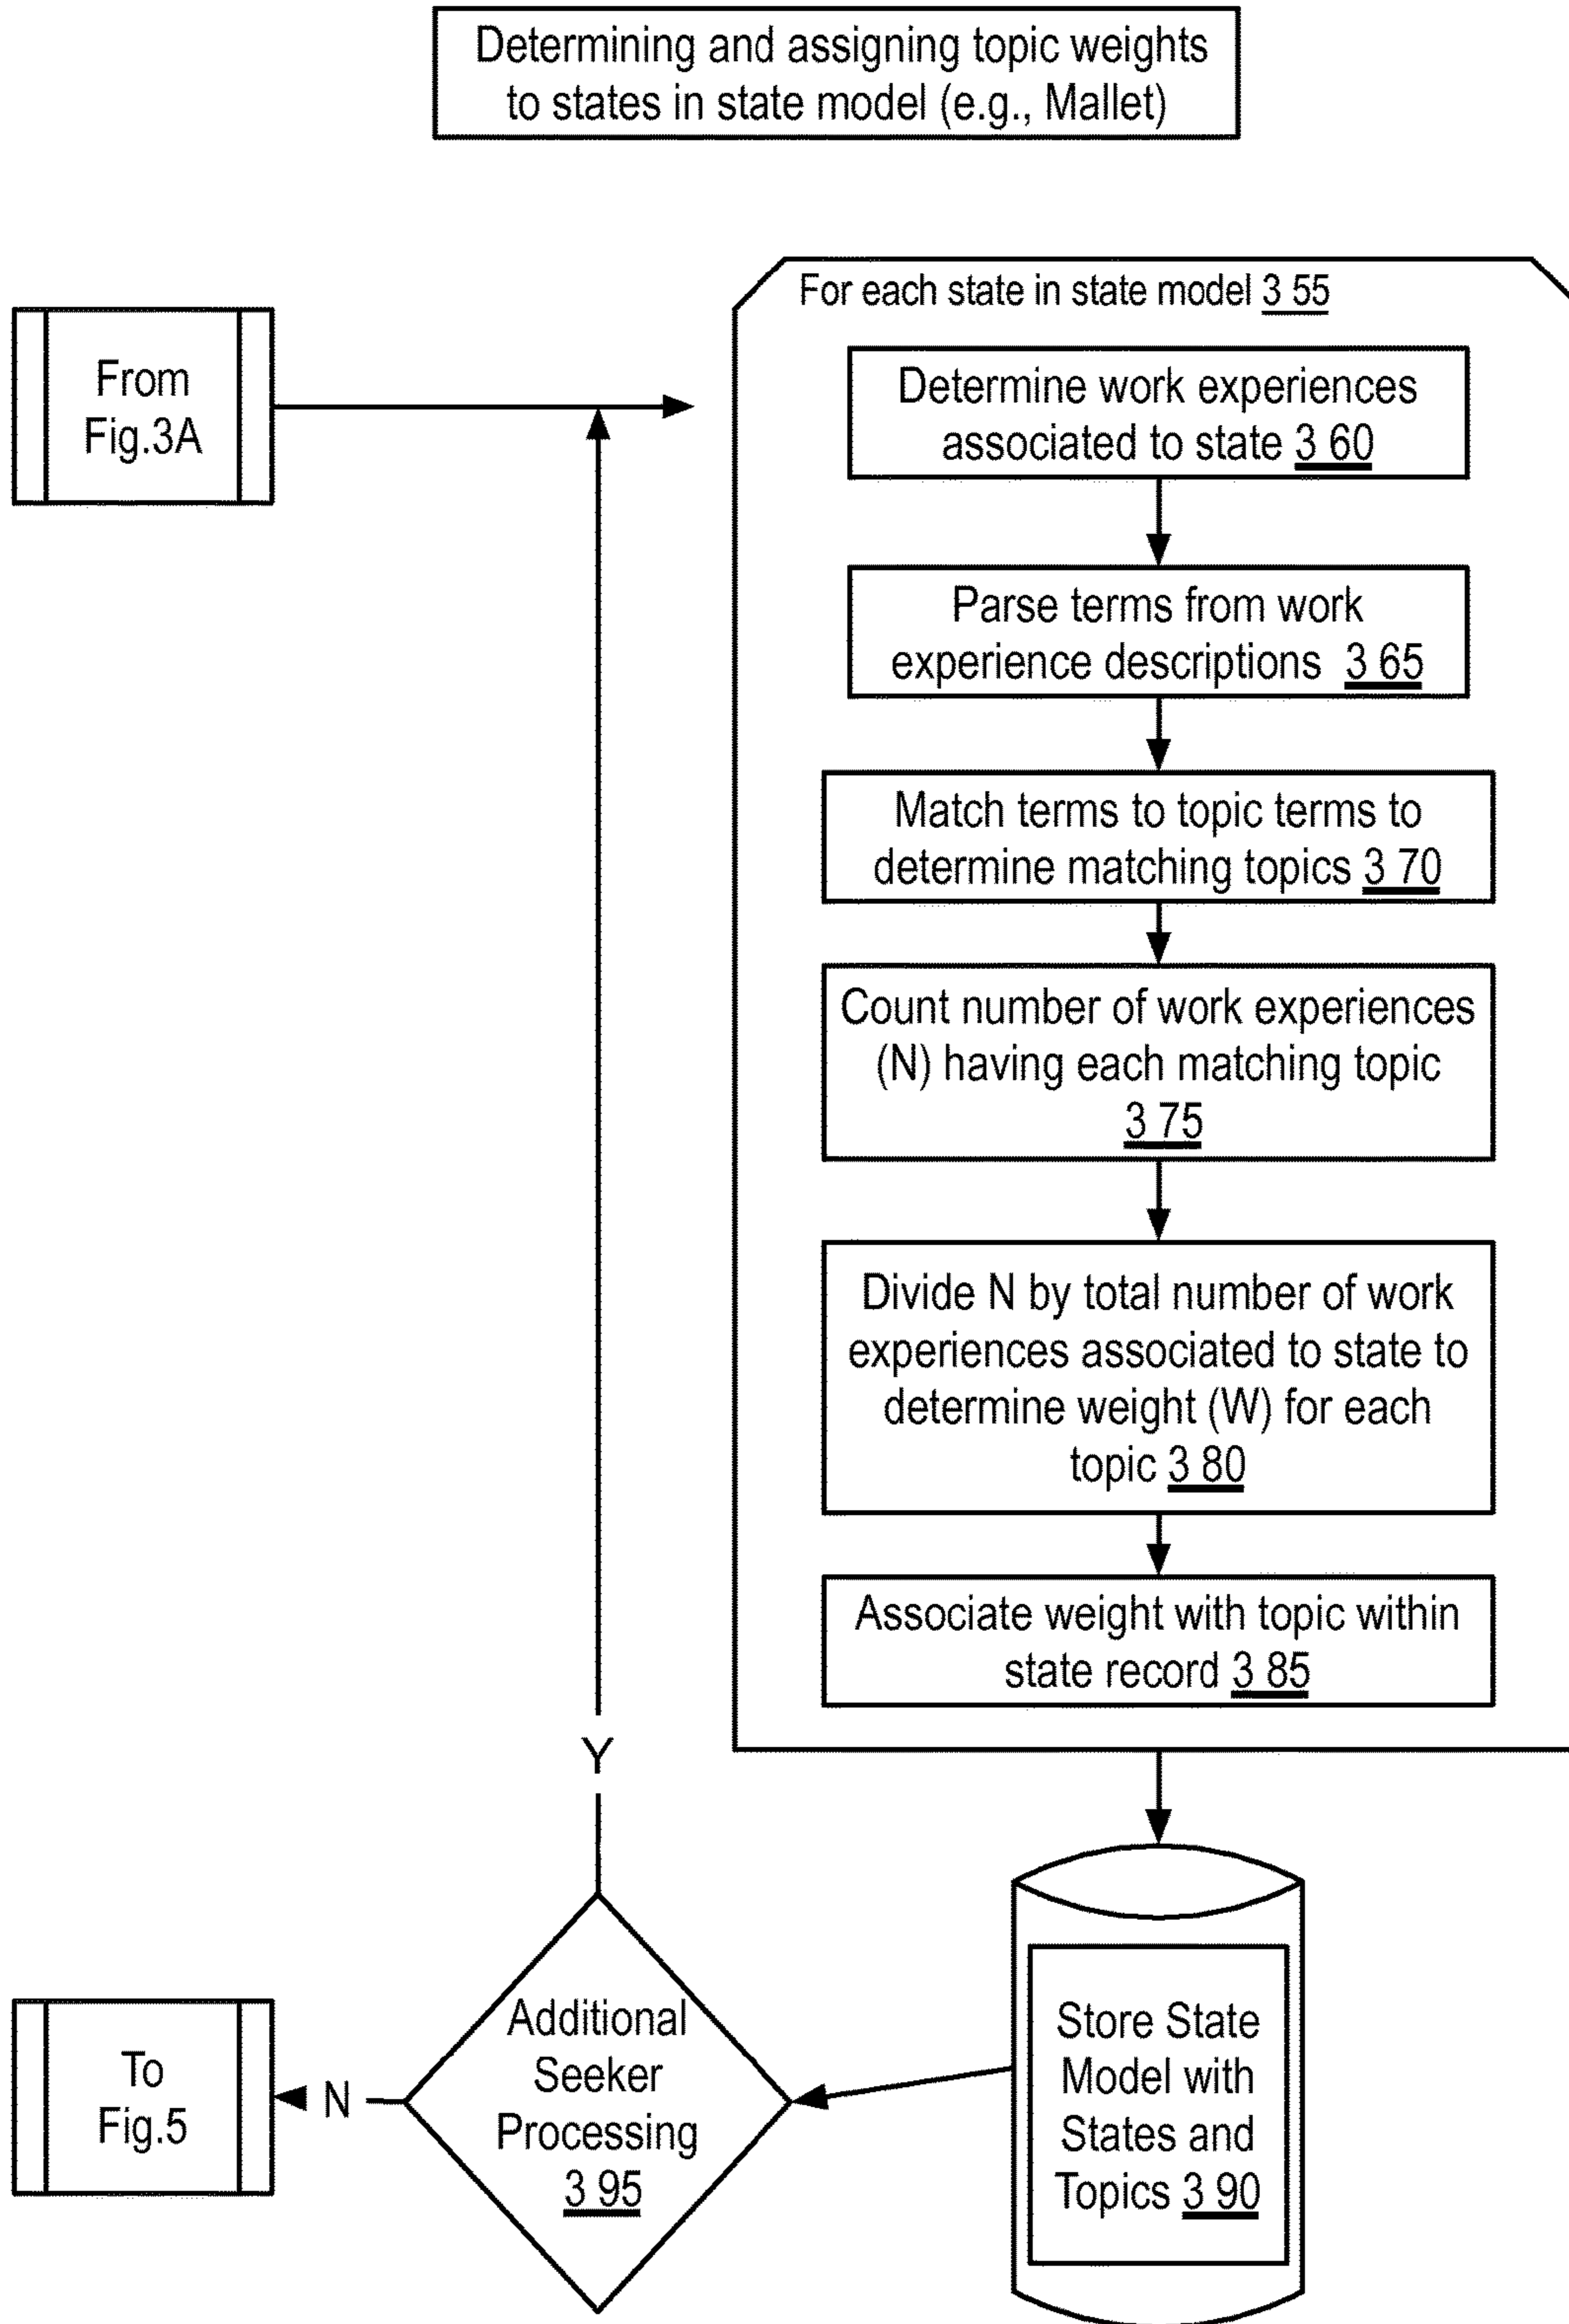 Determining and assigning topic weights
to states in state model (e.g., Mallet)
From
Fig.3A
For each state in state model 3 55
Determine work experiences
associated to state 3 60
Parse terms from work
experience descriptions 3 65
Match terms to topic terms to
determine matching topics 3 70
Count number of work experiences
(N) having each matching topic
3 75
Divide N by total number of work
experiences associated to state to
determine weight (W) for each
topic 3 80
Associate weight with topic within
state record 3 85
Store State
Model with
States and
Topics 3 90
Additional
Seeker
Processing
3 95
Y
N
To
Fig.5